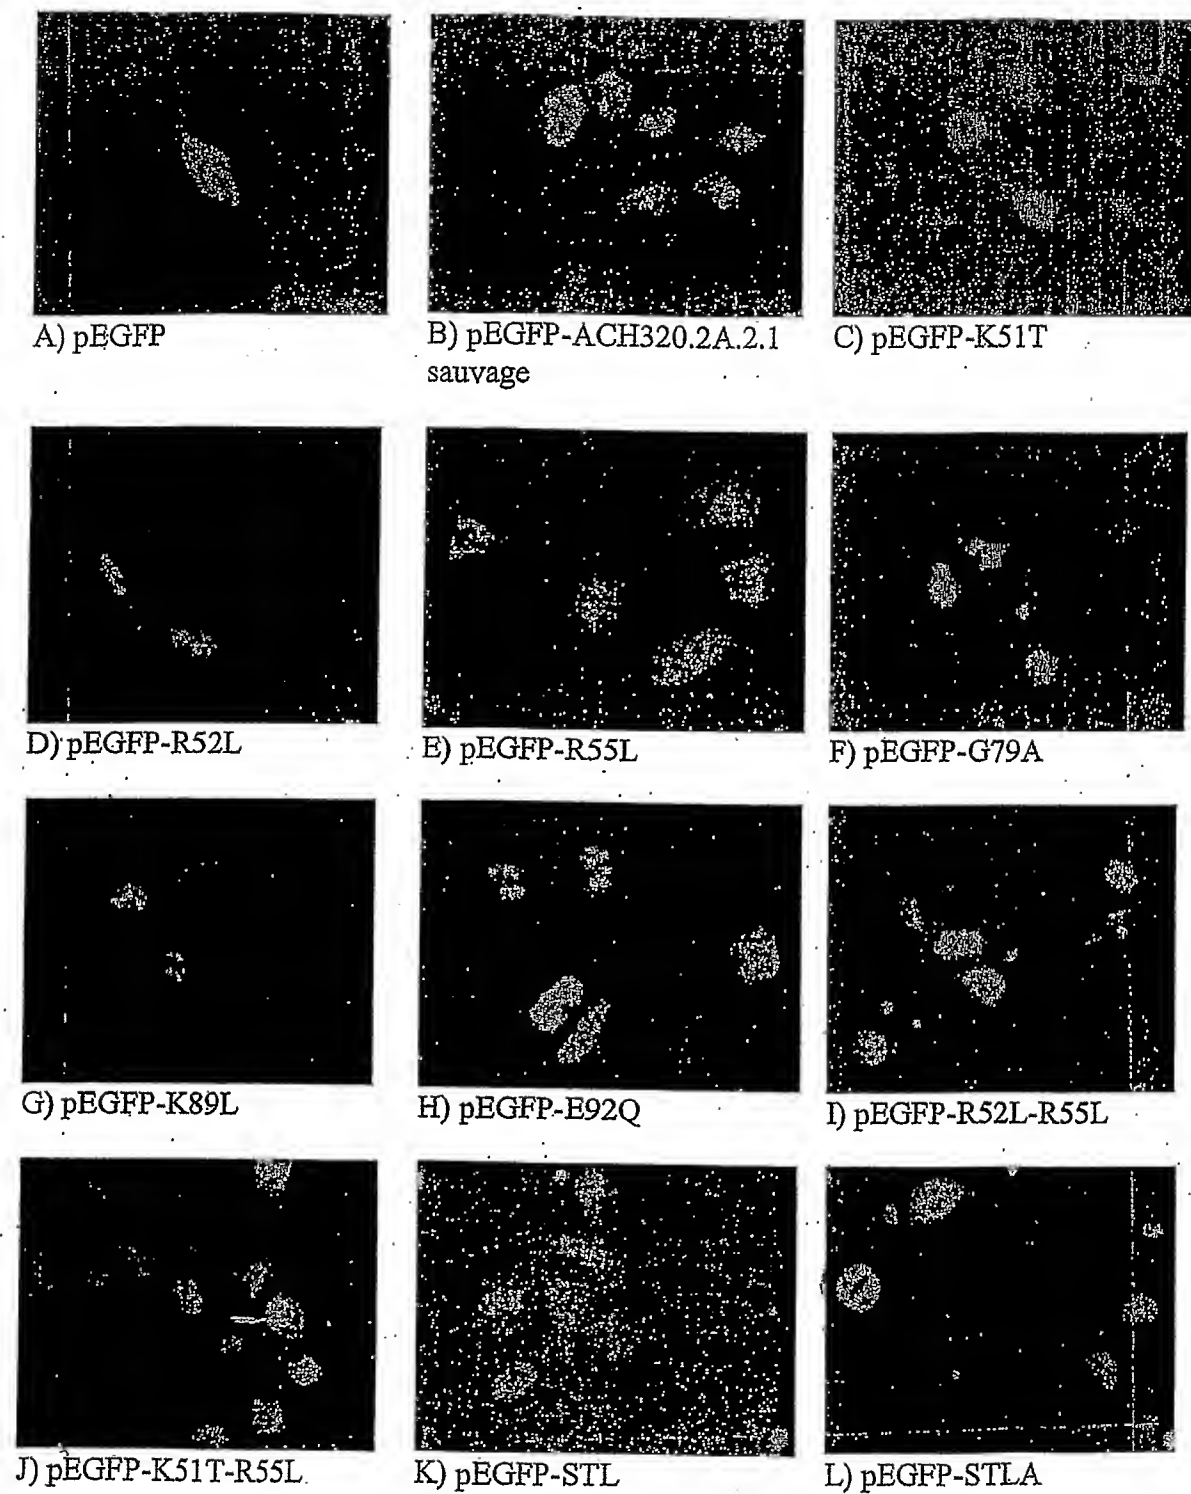 A) pEGFP
B) pEGFP-ACH320.2A.2.1
sauvage
C) pEGFP-K51T
D) pEGFP-R52L
E) pEGFP-R55L
F) pEGFP-G79A
G) pEGFP-K89L
H) pEGFP-E92Q
I) pEGFP-R52L-R55L
J) pEGFP-K51T-R55L
K) pEGFP-STL
L) pEGFP-STLA